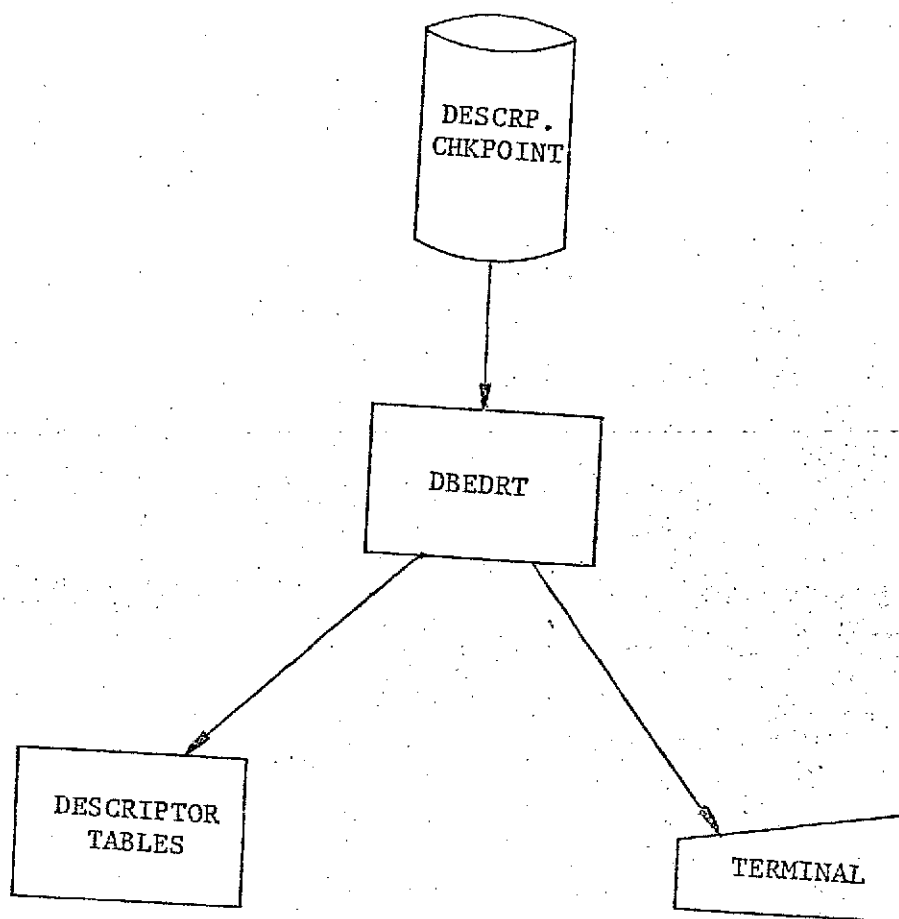 DESCRP.
CHKPOINT
DBEDRT
DESCRIPTOR
TABLES
TERMINAL